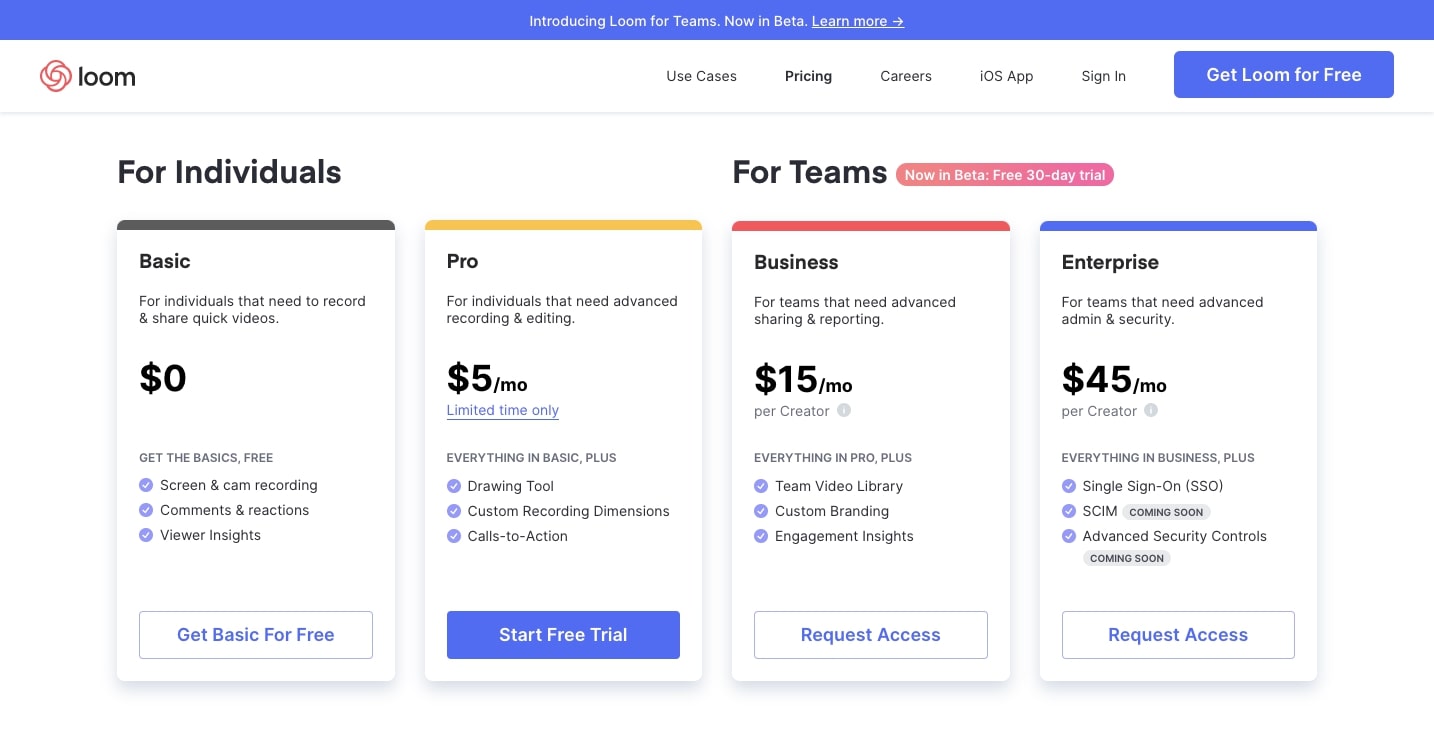 Introducing Loom for Teams. Now in Beta. Learn more →
loom
Use Cases
Pricing
Careers
iOS App
Sign In
Get Loom for Free
For Individuals
Basic
For individuals that need to record
& share quick videos.
$0
GET THE BASICS, FREE
Screen & cam recording
Comments & reactions
Viewer Insights
Get Basic For Free
Pro
For individuals that need advanced
recording & editing.
$5/mo
Limited time only
EVERYTHING IN BASIC, PLUS
Drawing Tool
Custom Recording Dimensions
Calls-to-Action
Start Free Trial
For Teams Now in Beta: Free 30-day trial
Business
For teams that need advanced
sharing & reporting.
$15/mo
per Creator i
EVERYTHING IN PRO, PLUS
Team Video Library
Custom Branding
Engagement Insights
Request Access
Enterprise
For teams that need advanced
admin & security.
$45/mo
per Creator i
EVERYTHING IN BUSINESS, PLUS
Single Sign-On (SSO)
SCIM COMING SOON
Advanced Security Controls
COMING SOON
Request Access